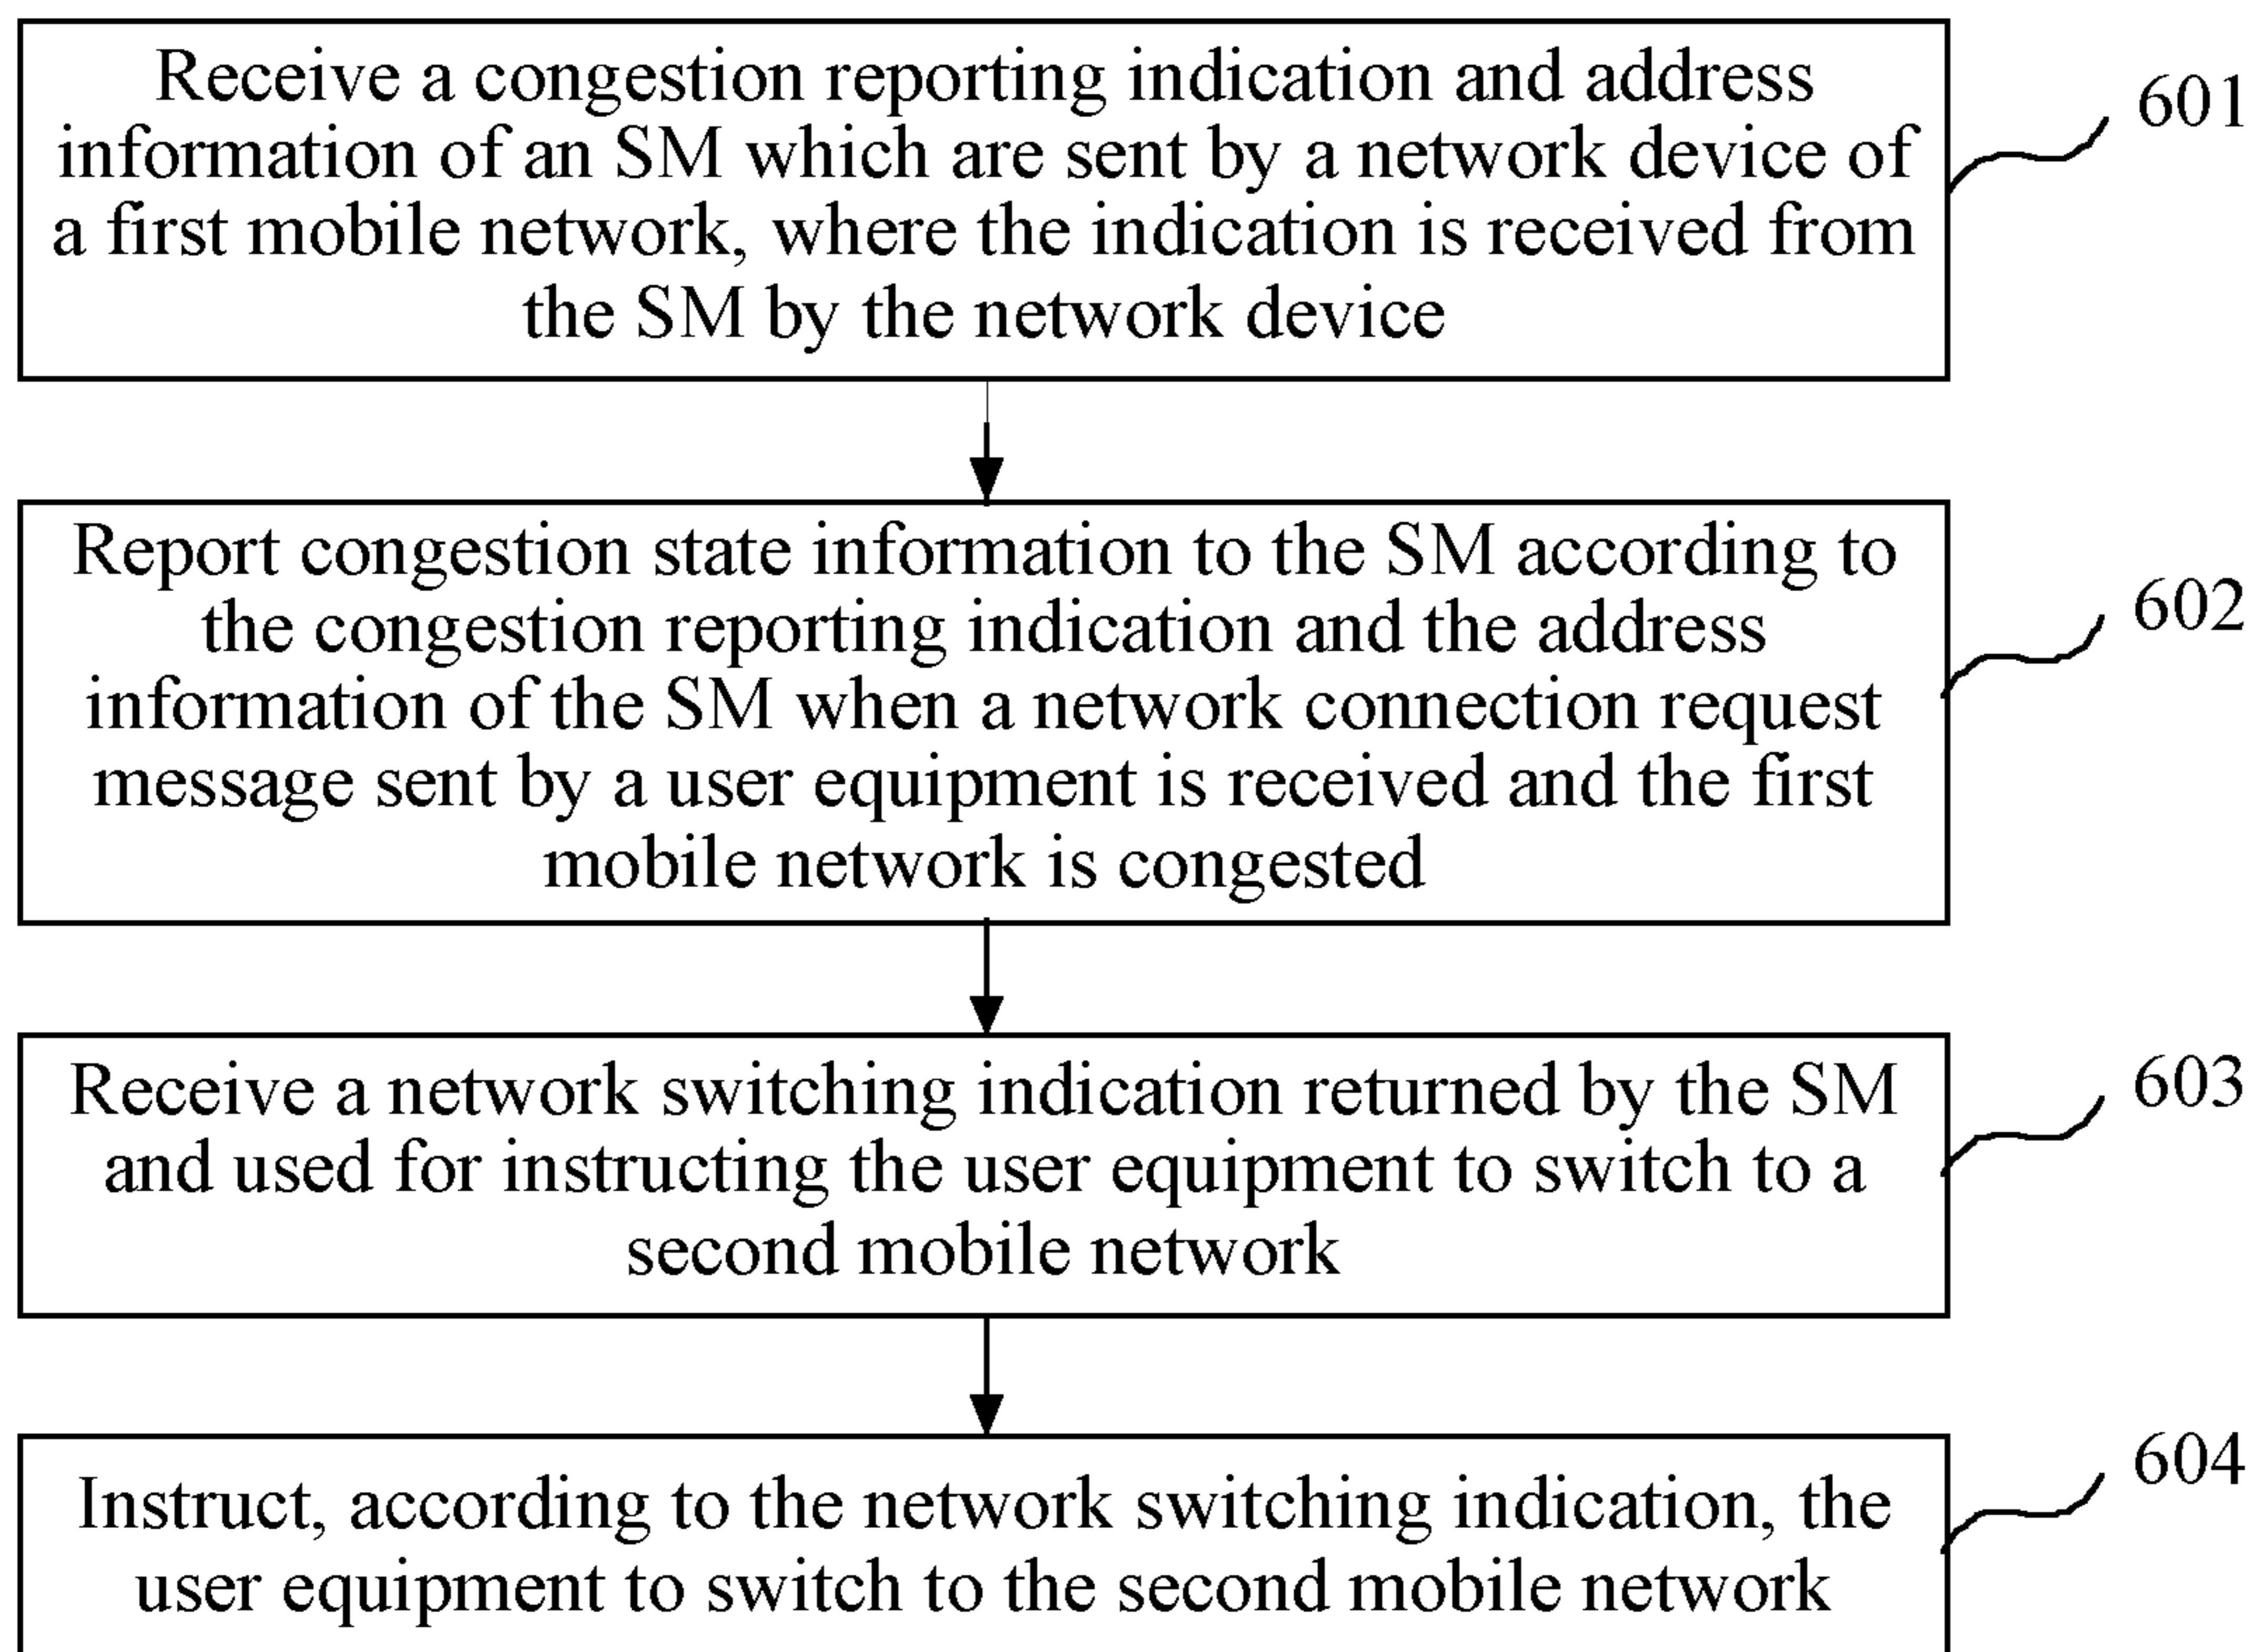 Receive a congestion reporting indication and address
information of an SM which are sent by a network device of
a first mobile network, where the indication is received from
the SM by the network device
601
Report congestion state information to the SM according to
the congestion reporting indication and the address
information of the SM when a network connection request
message sent by a user equipment is received and the first
mobile network is congested
602
Receive a network switching indication returned by the SM
and used for instructing the user equipment to switch to a
second mobile network
603
Instruct, according to the network switching indication, the
user equipment to switch to the second mobile network
604